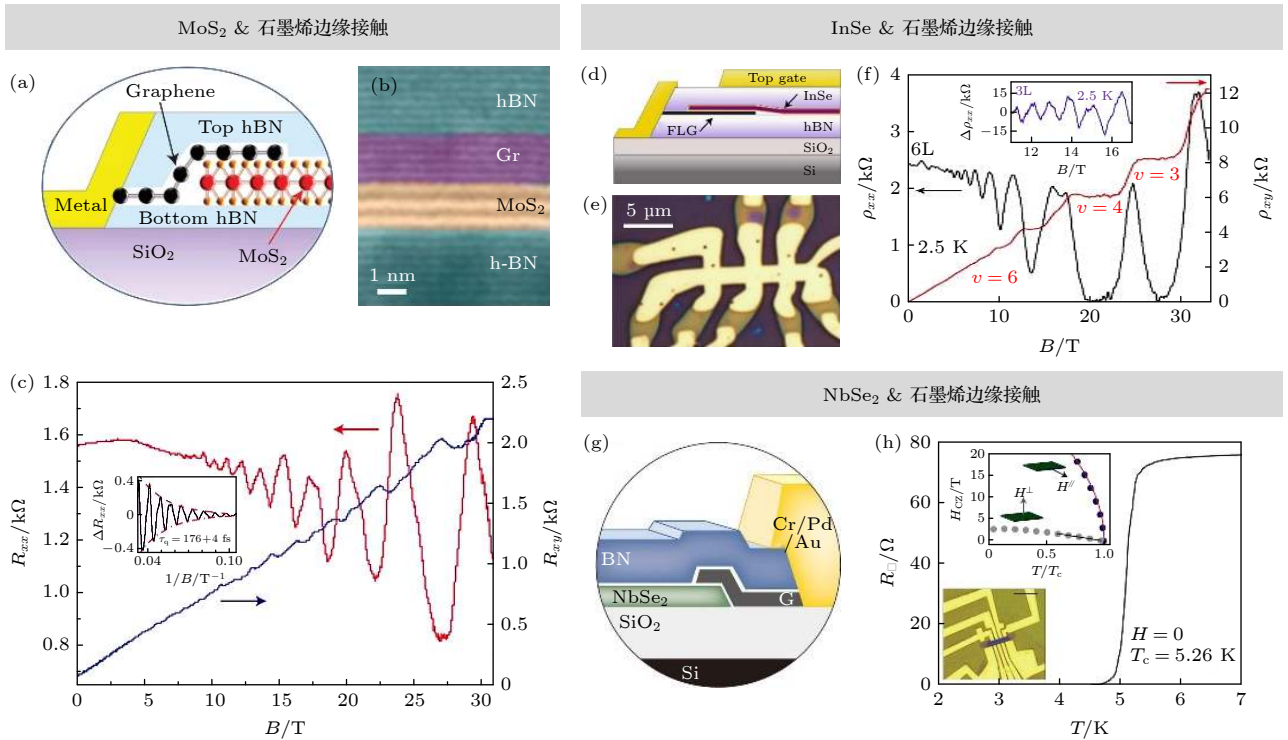 MoS₂ & 石墨烯边缘接触
(a)
Graphene
Top hBN
Metal
Bottom hBN
SiO₂
MoS₂
(b)
hBN
Gr
MoS₂
h-BN
1 nm
(c)
1.8
1.6
1.4
1.2
1.0
0.8
Rxx/kΩ
2.5
2.0
1.5
1.0
0.5
0
Rxy/kΩ
0
5
10
15
20
25
30
B/T
0.4
0
−0.4
ΔRxx/kΩ
τq = 176+4 fs
0.04
0.10
1/B/T⁻¹
InSe & 石墨烯边缘接触
(d)
Top gate
InSe
FLG
hBN
SiO₂
Si
(e)
5 µm
(f)
4
3
2
1
0
ρxx/kΩ
12
10
8
6
4
2
0
ρxy/kΩ
6L
2.5 K
v = 6
v = 4
v = 3
0
10
20
30
B/T
3L
2.5 K
15
0
−15
Δρxx/kΩ
12
14
16
B/T
NbSe₂ & 石墨烯边缘接触
(g)
Cr/Pd
/Au
BN
NbSe₂
G
SiO₂
Si
(h)
80
60
40
20
0
R□/Ω
2
3
4
5
6
7
T/K
H = 0
Tc = 5.26 K
20
15
10
5
0
HCZ/T
H∥
H⊥
0
0.5
1.0
T/Tc